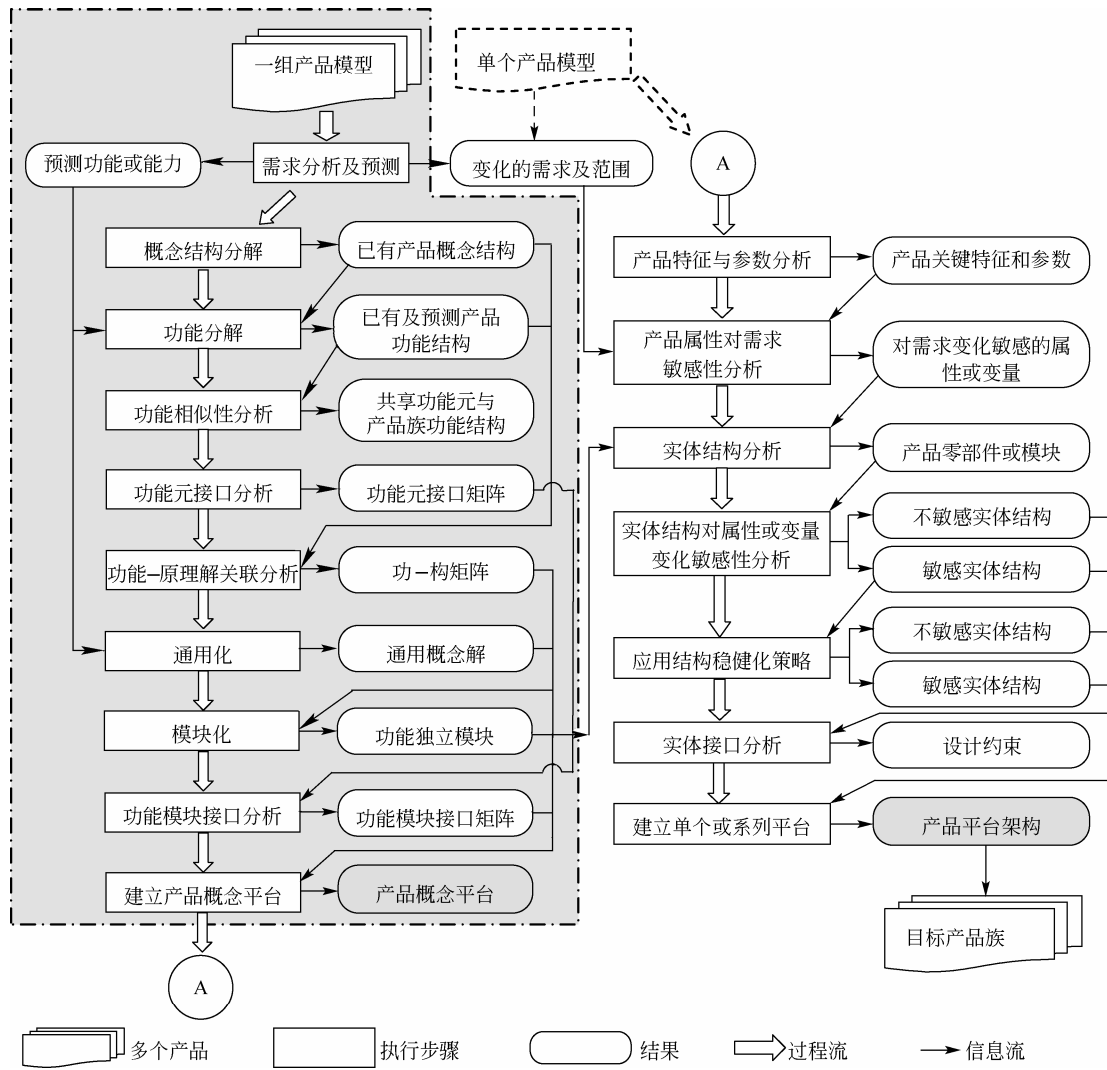 一组产品模型
单个产品模型
预测功能或能力
需求分析及预测
变化的需求及范围
A
概念结构分解
已有产品概念结构
功能分解
已有及预测产品
功能结构
功能相似性分析
共享功能元与
产品族功能结构
功能元接口分析
功能元接口矩阵
功能–原理解关联分析
功–构矩阵
通用化
通用概念解
模块化
功能独立模块
功能模块接口分析
功能模块接口矩阵
建立产品概念平台
产品概念平台
A
产品特征与参数分析
产品关键特征和参数
产品属性对需求
敏感性分析
对需求变化敏感的属
性或变量
实体结构分析
产品零部件或模块
实体结构对属性或变量
变化敏感性分析
不敏感实体结构
敏感实体结构
应用结构稳健化策略
不敏感实体结构
敏感实体结构
实体接口分析
设计约束
建立单个或系列平台
产品平台架构
目标产品族
多个产品
执行步骤
结果
过程流
信息流